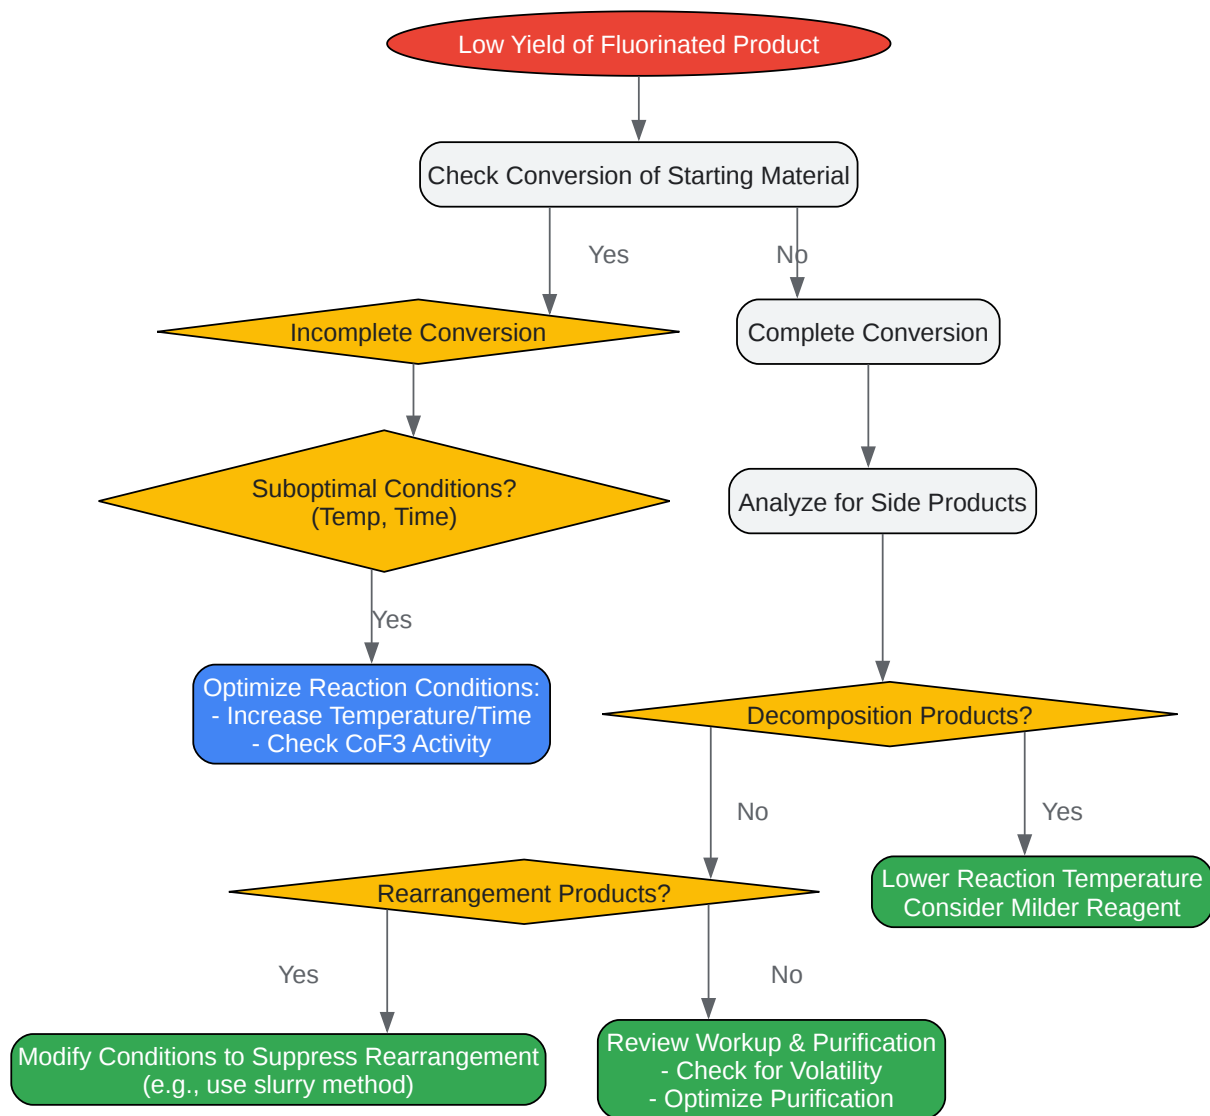 Low Yield of Fluorinated Product
Check Conversion of Starting Material
Yes
No
Incomplete Conversion
Complete Conversion
Suboptimal Conditions?
(Temp, Time)
Analyze for Side Products
Yes
Optimize Reaction Conditions:
- Increase Temperature/Time
- Check CoF3 Activity
Decomposition Products?
No
Yes
Rearrangement Products?
Lower Reaction Temperature
Consider Milder Reagent
Yes
No
Modify Conditions to Suppress Rearrangement
(e.g., use slurry method)
Review Workup & Purification
- Check for Volatility
- Optimize Purification